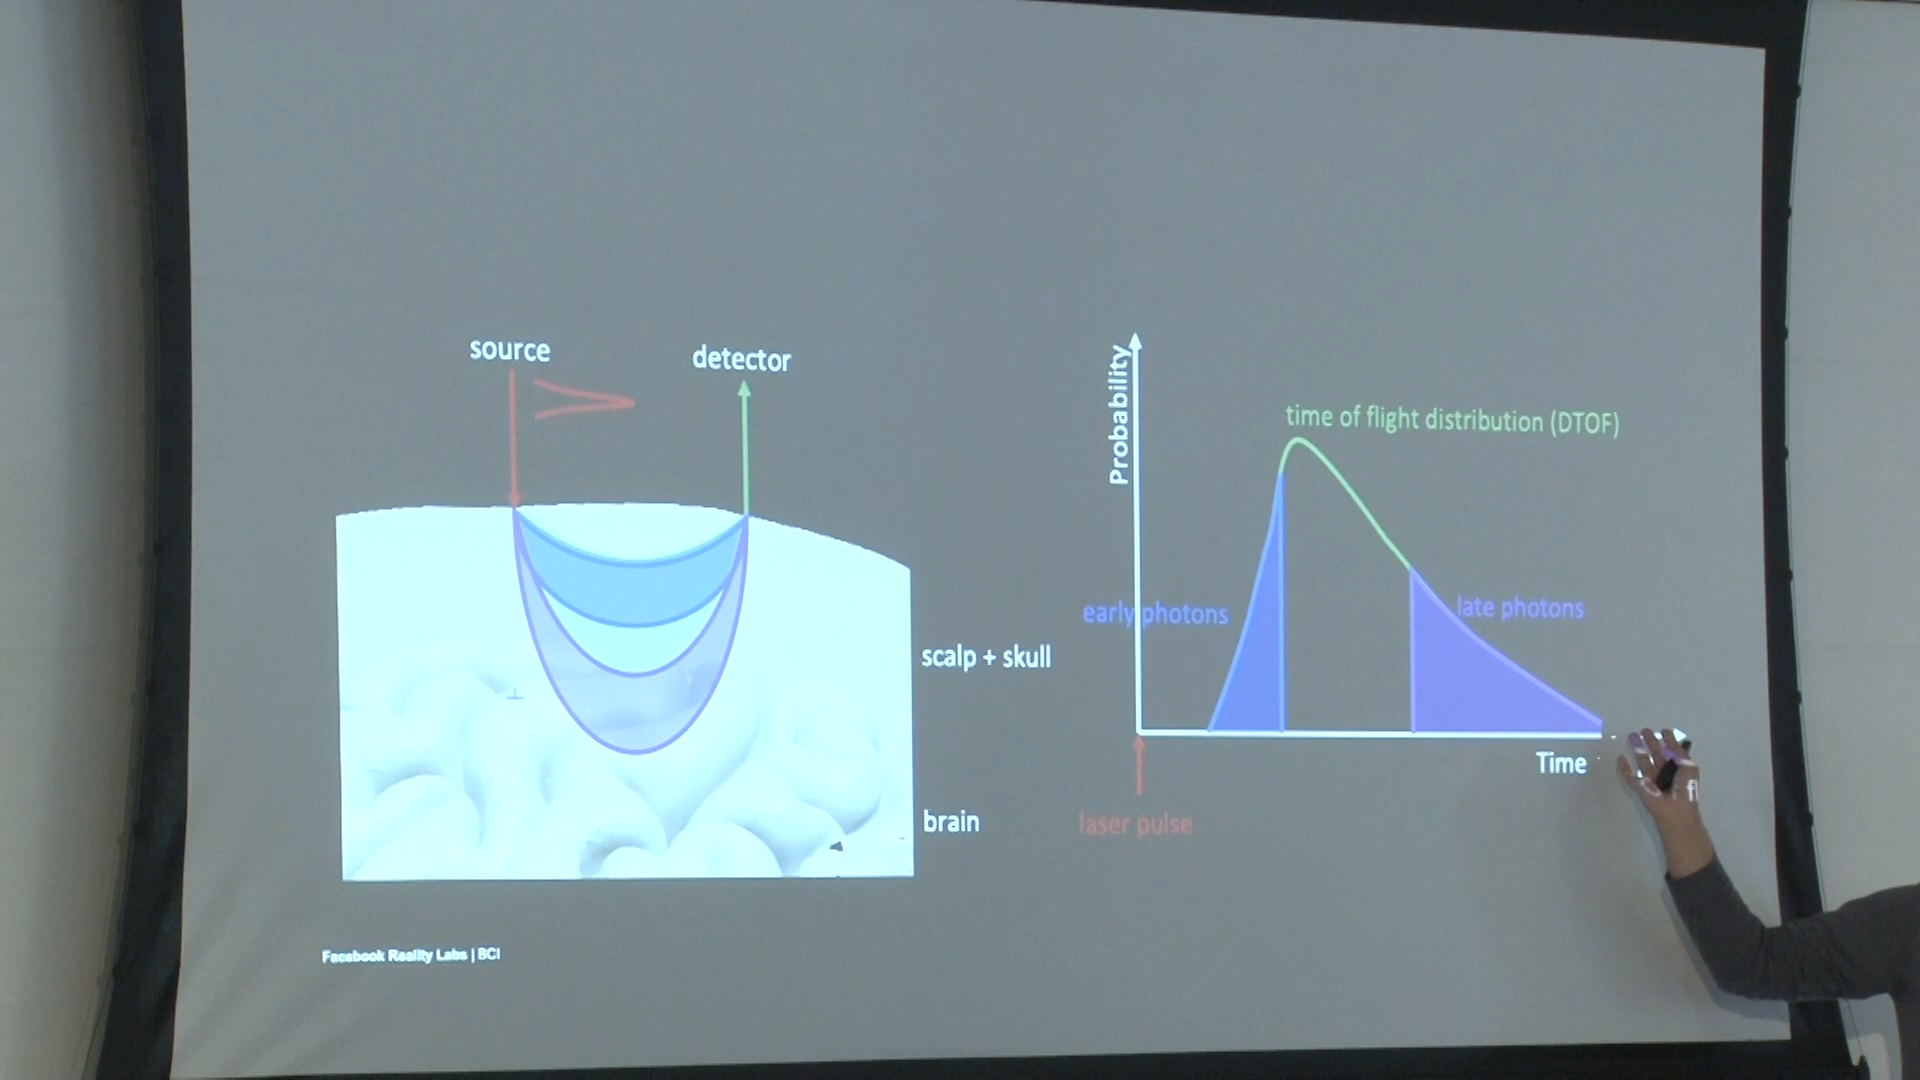 source
detector
scalp + skull
brain
Probability
time of flight distribution (DTOF)
early photons
late photons
Time
laser pulse
Facebook Reality Labs | BCI